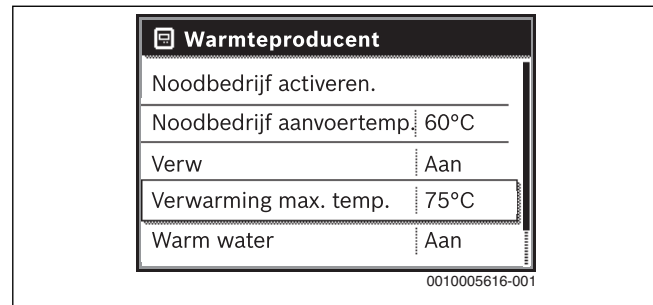 Warmteproducent
Noodbedrijf activeren.
Noodbedrijf aanvoertemp. 60°C
Verw Aan
Verwarming max. temp. 75°C
Warm water Aan
0010005616-001